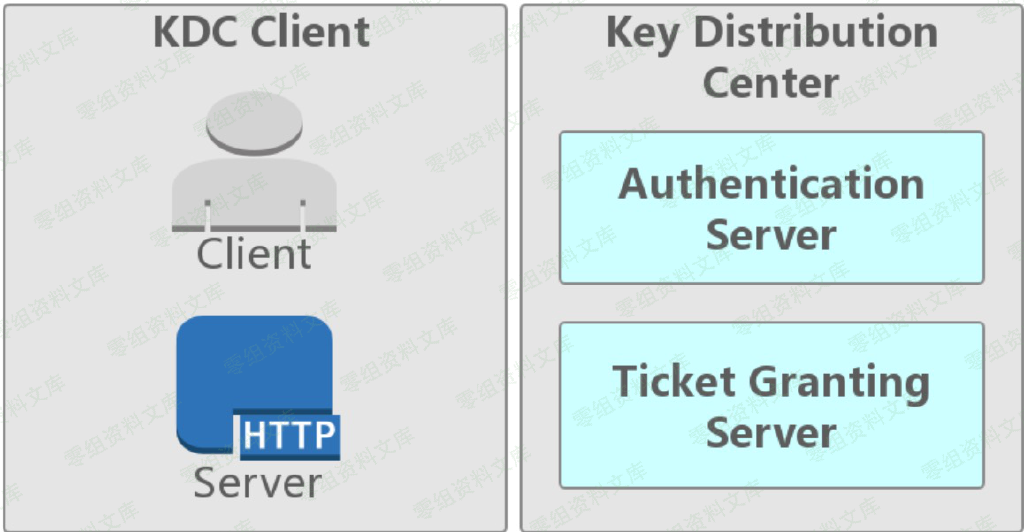 KDC Client
Client
HTTP
Server
Key Distribution
Center
Authentication
Server
Ticket Granting
Server
零组资料文库